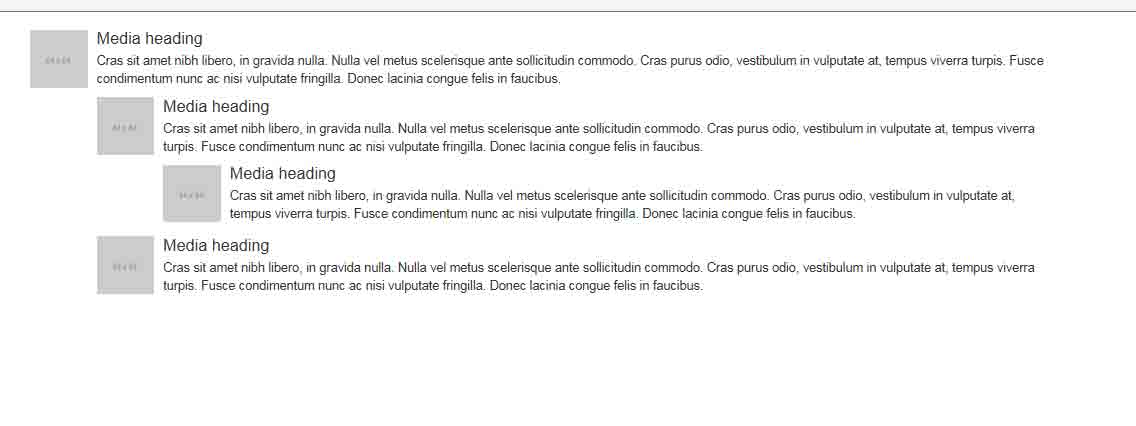 64 x 64
Media heading
Cras sit amet nibh libero, in gravida nulla. Nulla vel metus scelerisque ante sollicitudin commodo. Cras purus odio, vestibulum in vulputate at, tempus viverra turpis. Fusce
condimentum nunc ac nisi vulputate fringilla. Donec lacinia congue felis in faucibus.
64 x 64
Media heading
Cras sit amet nibh libero, in gravida nulla. Nulla vel metus scelerisque ante sollicitudin commodo. Cras purus odio, vestibulum in vulputate at, tempus viverra
turpis. Fusce condimentum nunc ac nisi vulputate fringilla. Donec lacinia congue felis in faucibus.
64 x 64
Media heading
Cras sit amet nibh libero, in gravida nulla. Nulla vel metus scelerisque ante sollicitudin commodo. Cras purus odio, vestibulum in vulputate at,
tempus viverra turpis. Fusce condimentum nunc ac nisi vulputate fringilla. Donec lacinia congue felis in faucibus.
64 x 64
Media heading
Cras sit amet nibh libero, in gravida nulla. Nulla vel metus scelerisque ante sollicitudin commodo. Cras purus odio, vestibulum in vulputate at, tempus viverra
turpis. Fusce condimentum nunc ac nisi vulputate fringilla. Donec lacinia congue felis in faucibus.